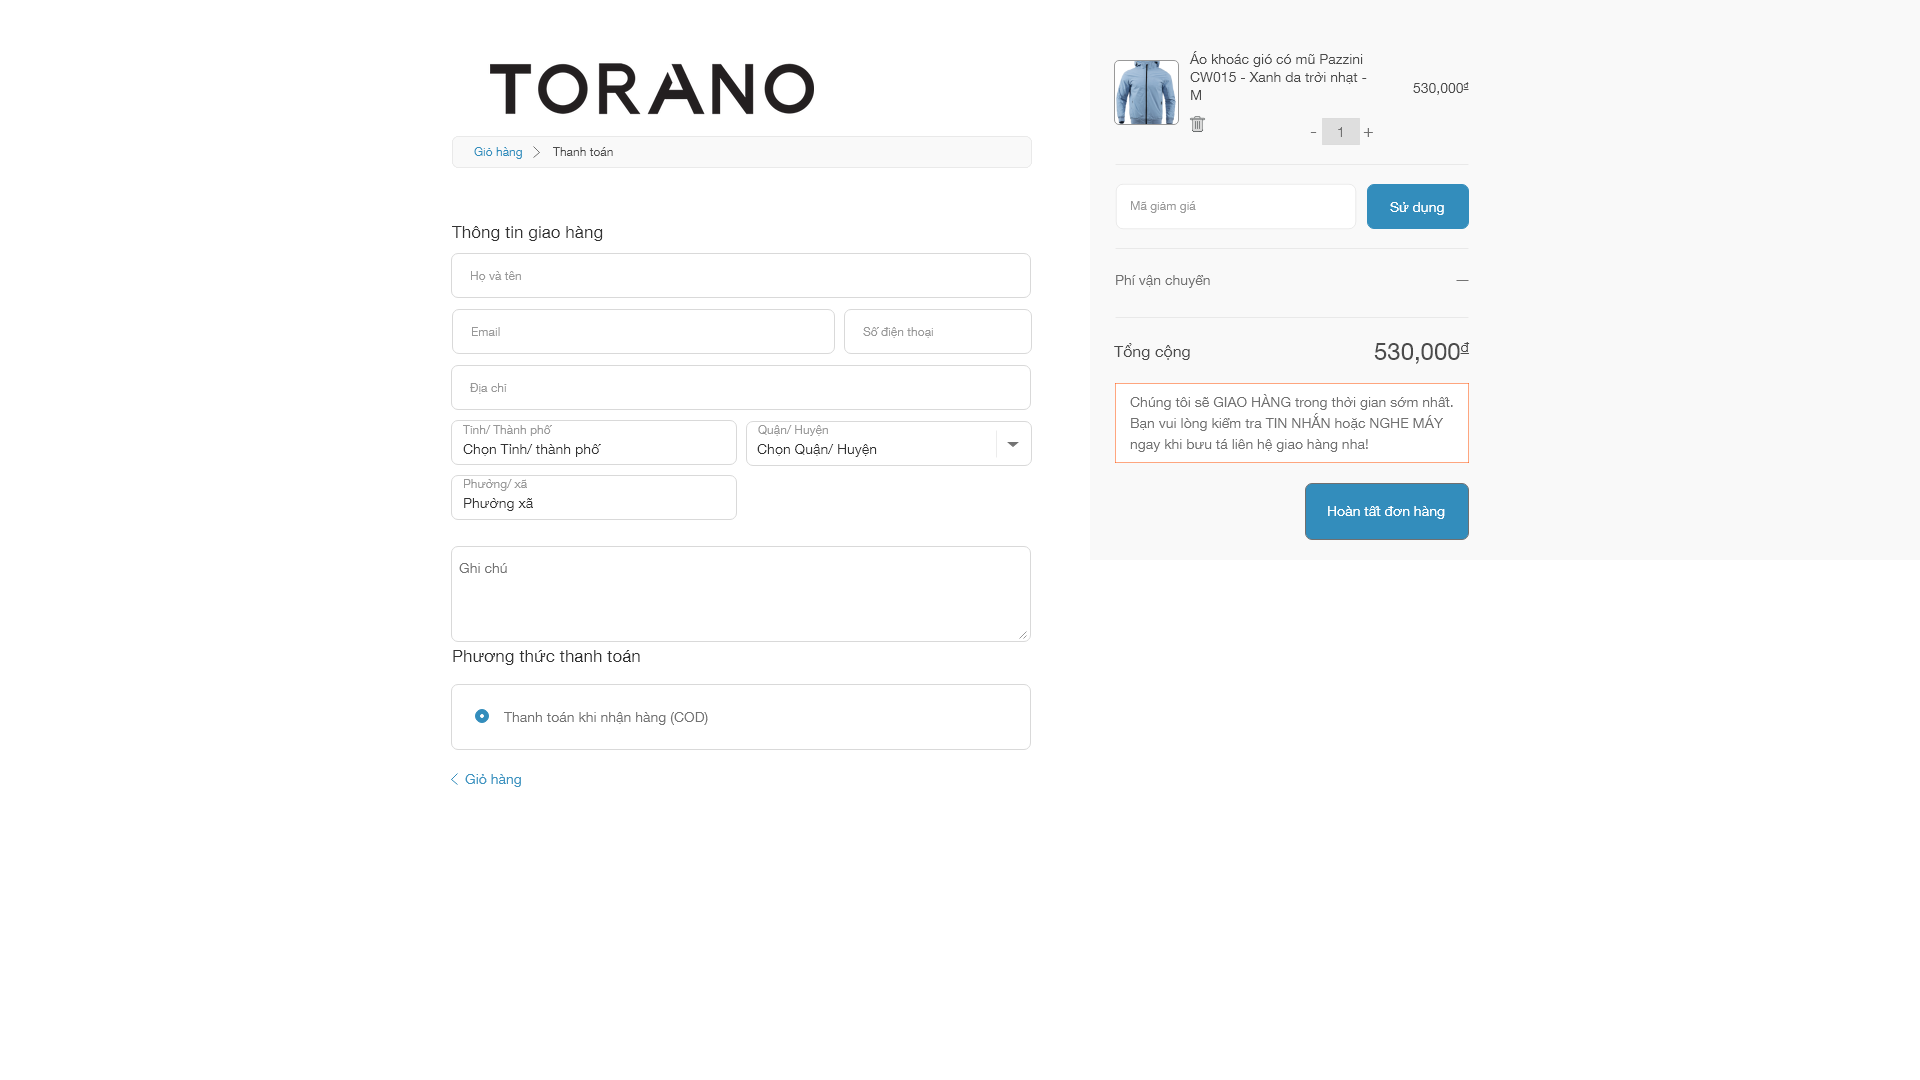 TORANO
Giỏ hàng
Thanh toán
Thông tin giao hàng
Họ và tên
Email
Số điện thoại
Địa chỉ
Tỉnh/ Thành phố
Chọn Tỉnh/ thành phố
Quận/ Huyện
Chọn Quận/ Huyện
Phường/ xã
Phường xã
Ghi chú
Phương thức thanh toán
Thanh toán khi nhận hàng (COD)
Giỏ hàng
Áo khoác gió có mũ Pazzini
CW015 - Xanh da trời nhạt -
M
530,000₫
- 1 +
Mã giảm giá
Sử dụng
Phí vận chuyển
—
Tổng cộng
530,000₫
Chúng tôi sẽ GIAO HÀNG trong thời gian sớm nhất.
Bạn vui lòng kiểm tra TIN NHẮN hoặc NGHE MÁY
ngay khi bưu tá liên hệ giao hàng nha!
Hoàn tất đơn hàng